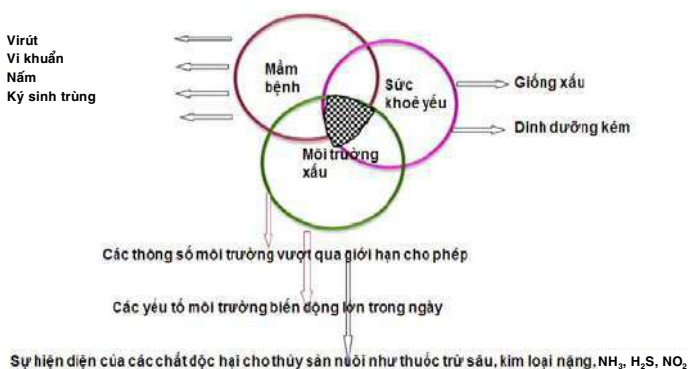 Virút
Vi khuẩn
Nấm
Ký sinh trùng
Mầm
bệnh
Sức
khoẻ yếu
Giống xấu
Dinh dưỡng kém
Môi trường
xấu
Các thông số môi trường vượt qua giới hạn cho phép
Các yếu tố môi trường biến động lớn trong ngày
Sự hiện diện của các chất độc hại cho thủy sản nuôi như thuốc trừ sâu, kim loại nặng, NH₃, H₂S, NO₂